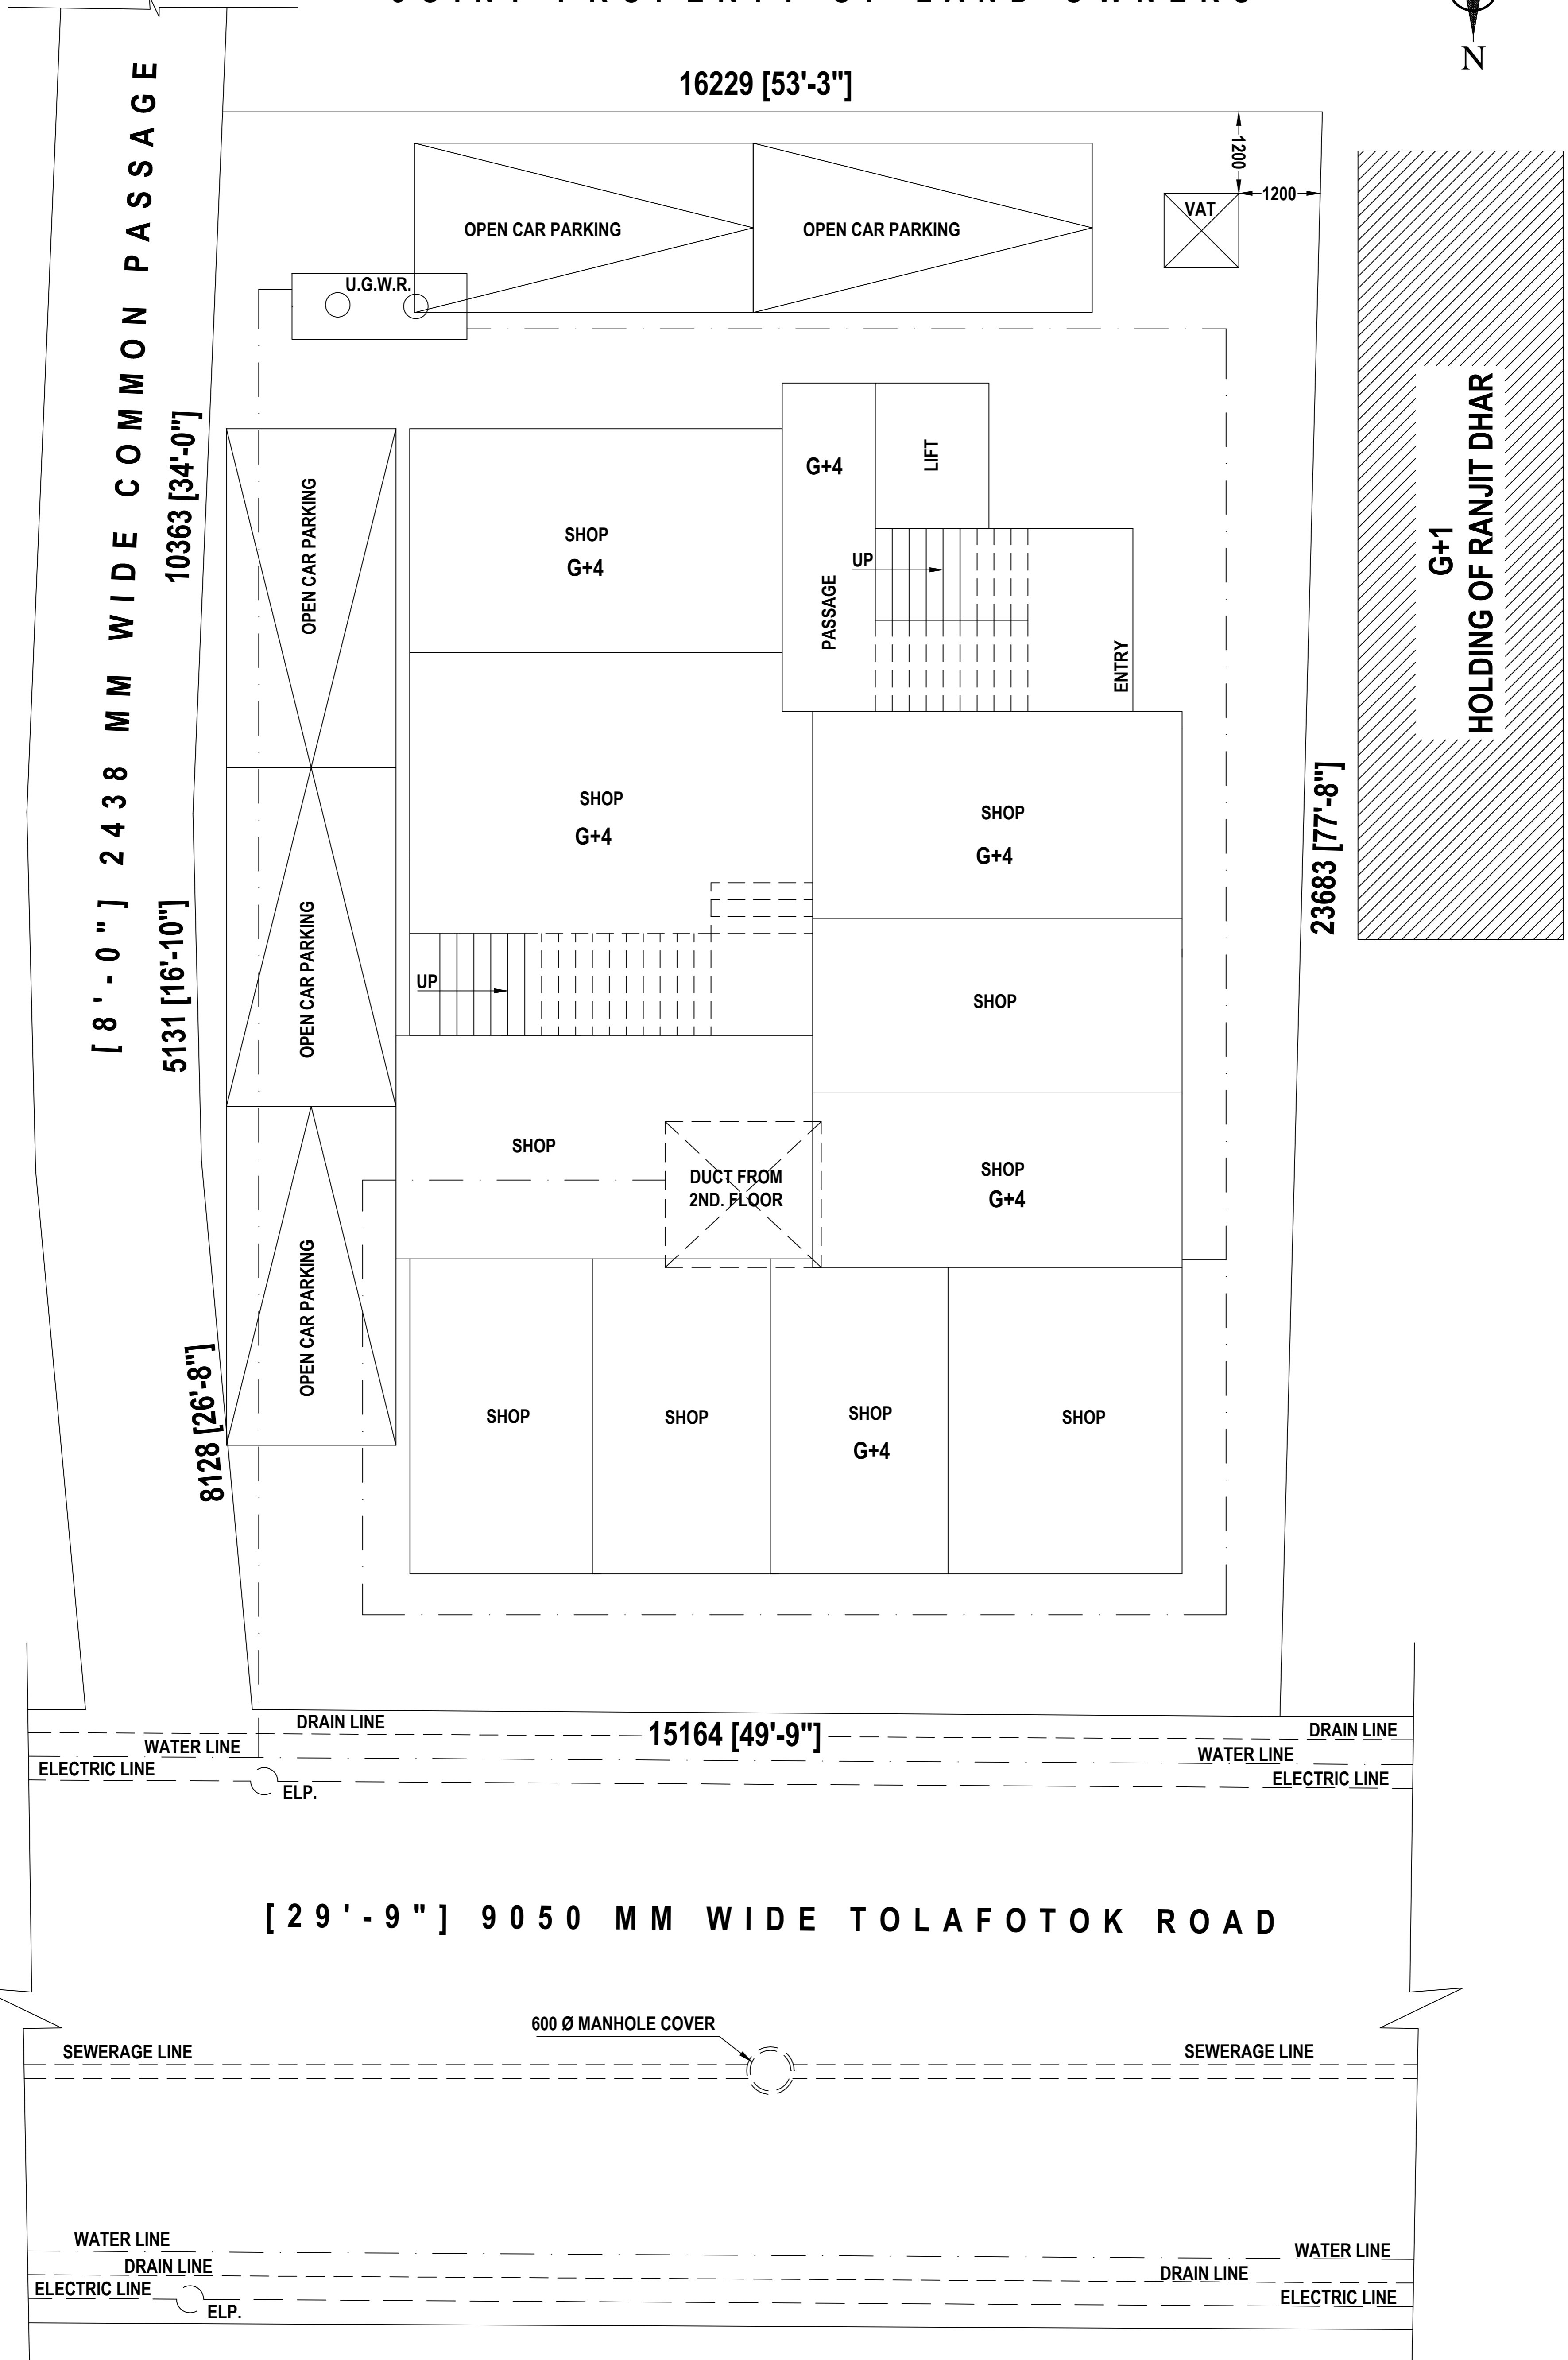 JOINT PROPERTY OF LAND OWNERS
N
16229 [53'-3"]
1200
1200
VAT
OPEN CAR PARKING
OPEN CAR PARKING
U.G.W.R.
[8'-0"] 2438 MM WIDE COMMON PASSAGE
10363 [34'-0"]
5131 [16'-10"]
8128 [26'-8"]
OPEN CAR PARKING
OPEN CAR PARKING
OPEN CAR PARKING
SHOP
G+4
G+4
LIFT
UP
PASSAGE
ENTRY
G+1
HOLDING OF RANJIT DHAR
23683 [77'-8"]
SHOP
G+4
SHOP
G+4
UP
SHOP
SHOP
DUCT FROM
2ND. FLOOR
SHOP
G+4
SHOP
SHOP
SHOP
G+4
SHOP
DRAIN LINE
15164 [49'-9"]
DRAIN LINE
WATER LINE
WATER LINE
ELECTRIC LINE
ELECTRIC LINE
ELP.
[29'-9"] 9050 MM WIDE TOLAFOTOK ROAD
600 Ø MANHOLE COVER
SEWERAGE LINE
SEWERAGE LINE
WATER LINE
WATER LINE
DRAIN LINE
DRAIN LINE
ELECTRIC LINE
ELECTRIC LINE
ELP.